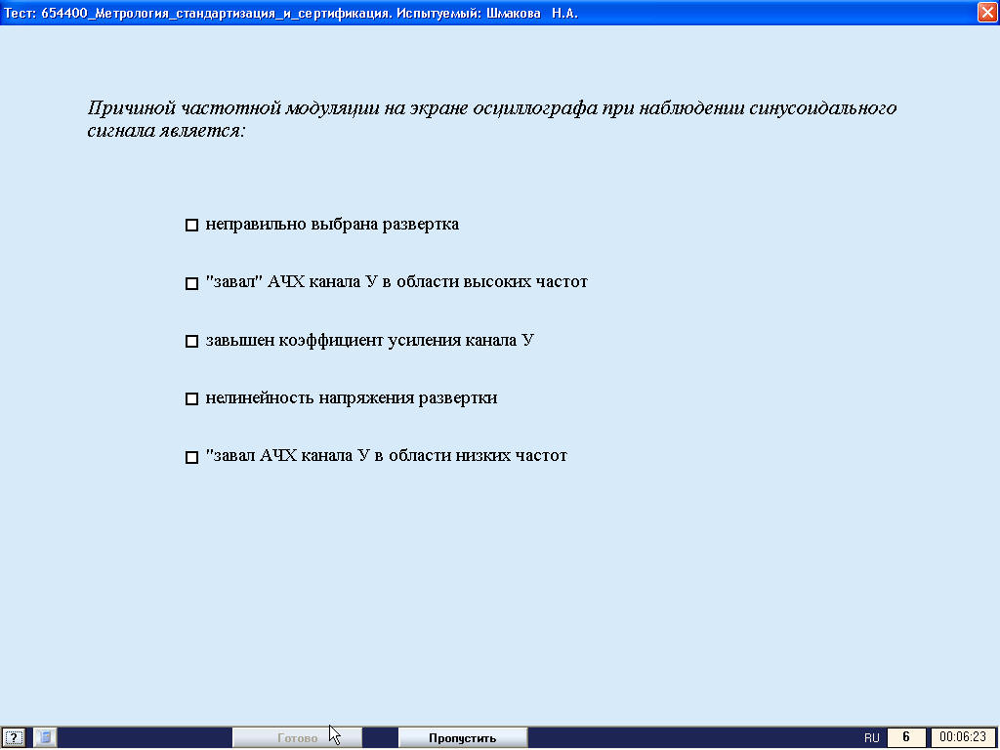 Тест: 654400_Метрология_стандартизация_и_сертификация. Испытуемый: Шмакова Н.А.
Причиной частотной модуляции на экране осциллографа при наблюдении синусоидального
сигнала является:
неправильно выбрана развертка
"завал" АЧХ канала У в области высоких частот
завышен коэффициент усиления канала У
нелинейность напряжения развертки
"завал АЧХ канала У в области низких частот
? Готово Пропустить RU 6 00:06:23